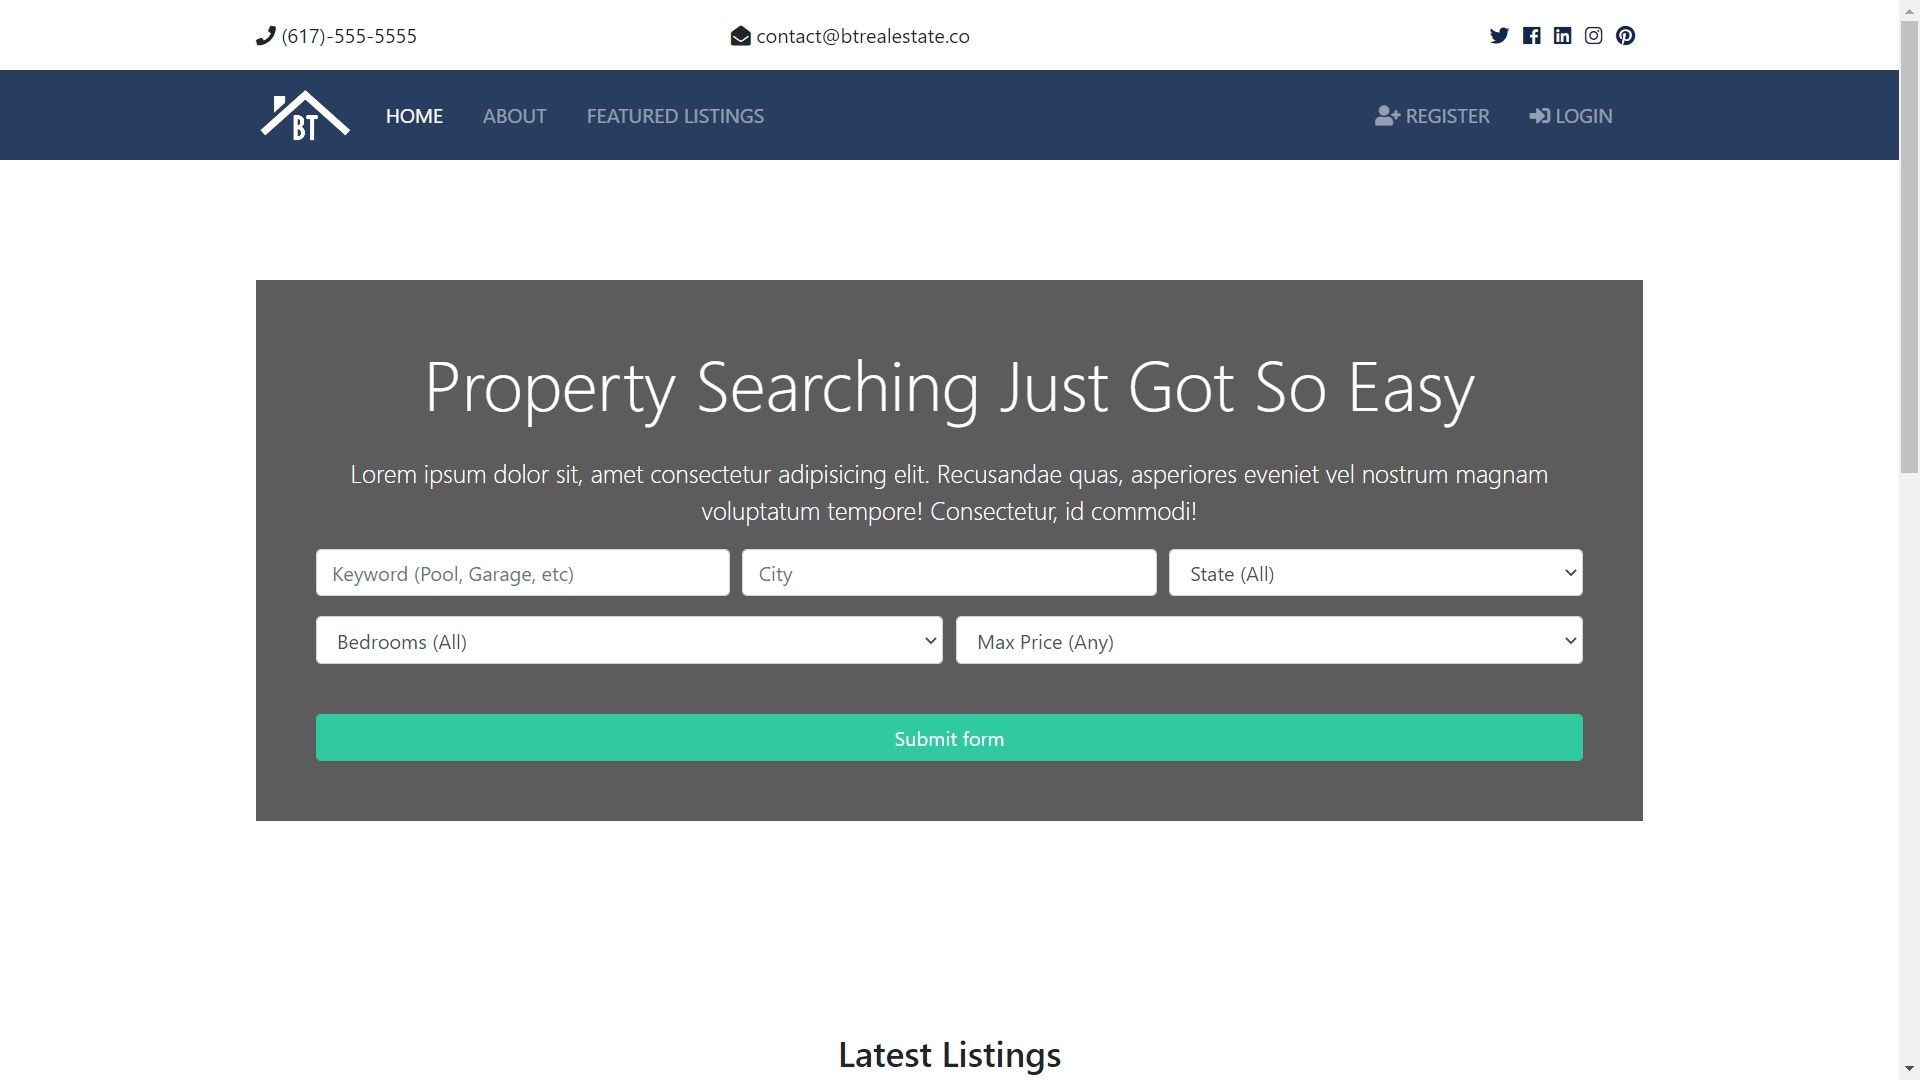 (617)-555-5555
contact@btrealestate.co
BT
HOME
ABOUT
FEATURED LISTINGS
REGISTER
LOGIN
Property Searching Just Got So Easy
Lorem ipsum dolor sit, amet consectetur adipisicing elit. Recusandae quas, asperiores eveniet vel nostrum magnam
voluptatum tempore! Consectetur, id commodi!
Keyword (Pool, Garage, etc)
City
State (All)
Bedrooms (All)
Max Price (Any)
Submit form
Latest Listings